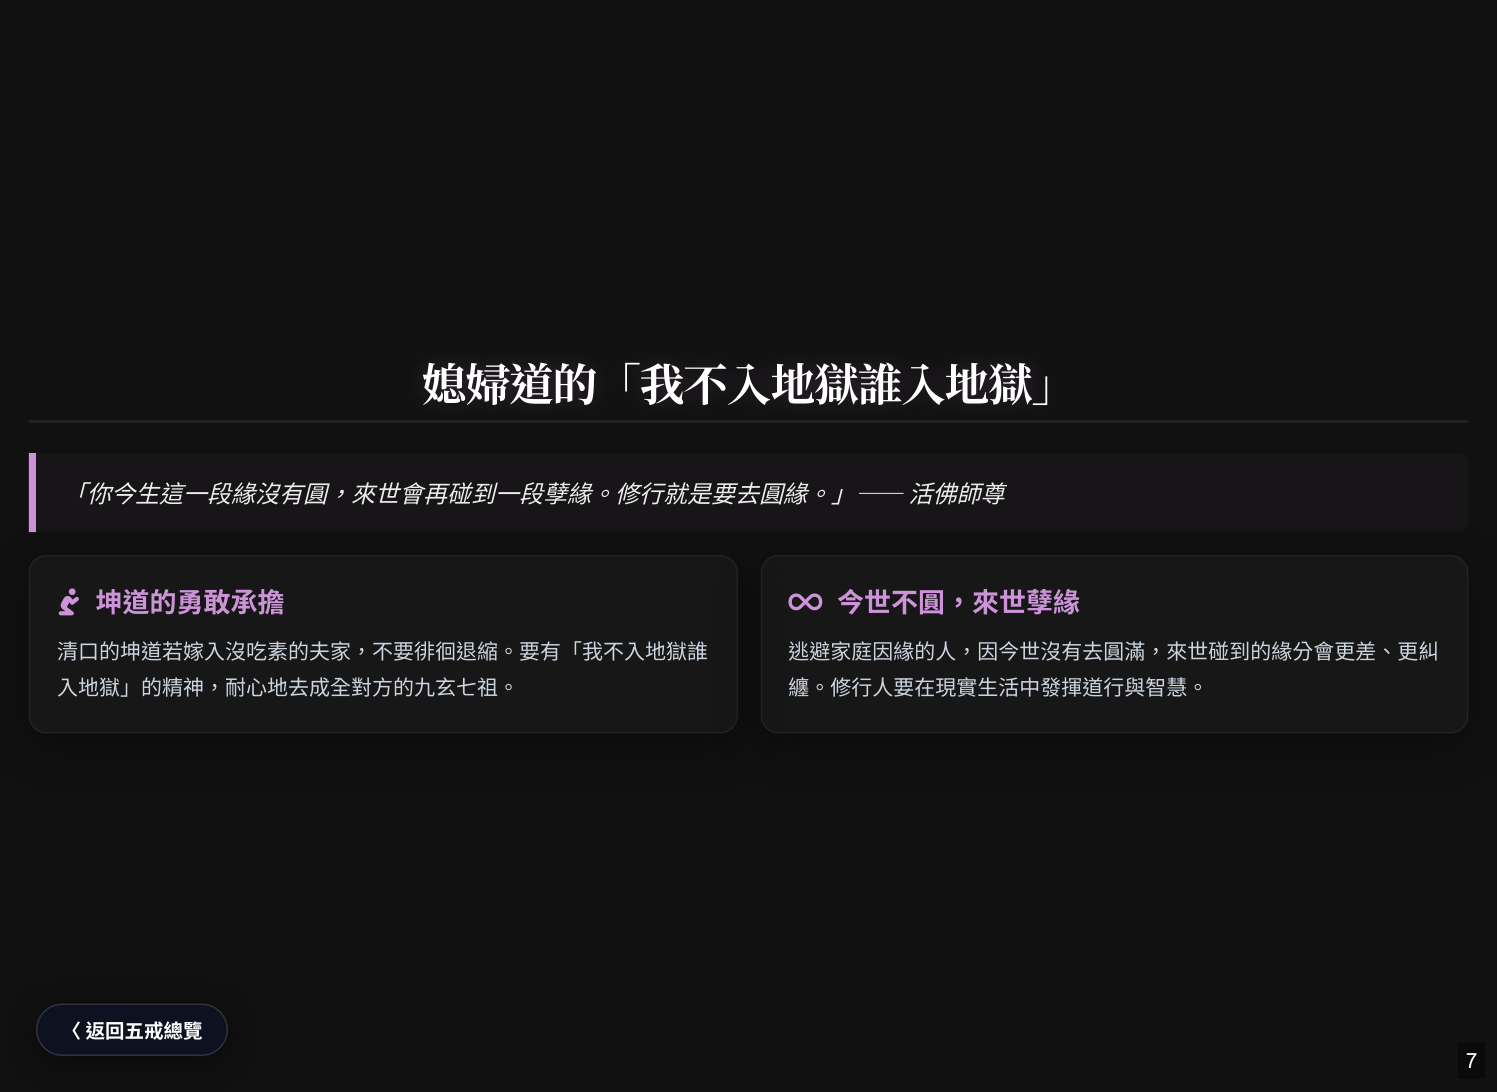 媳婦道的「我不入地獄誰入地獄」
「你今生這一段緣沒有圓，來世會再碰到一段孽緣。修行就是要去圓緣。」—— 活佛師尊
坤道的勇敢承擔
清口的坤道若嫁入沒吃素的夫家，不要徘徊退縮。要有「我不入地獄誰
入地獄」的精神，耐心地去成全對方的九玄七祖。
今世不圓，來世孽緣
逃避家庭因緣的人，因今世沒有去圓滿，來世碰到的緣分會更差、更糾
纏。修行人要在現實生活中發揮道行與智慧。
〈 返回五戒總覽
7